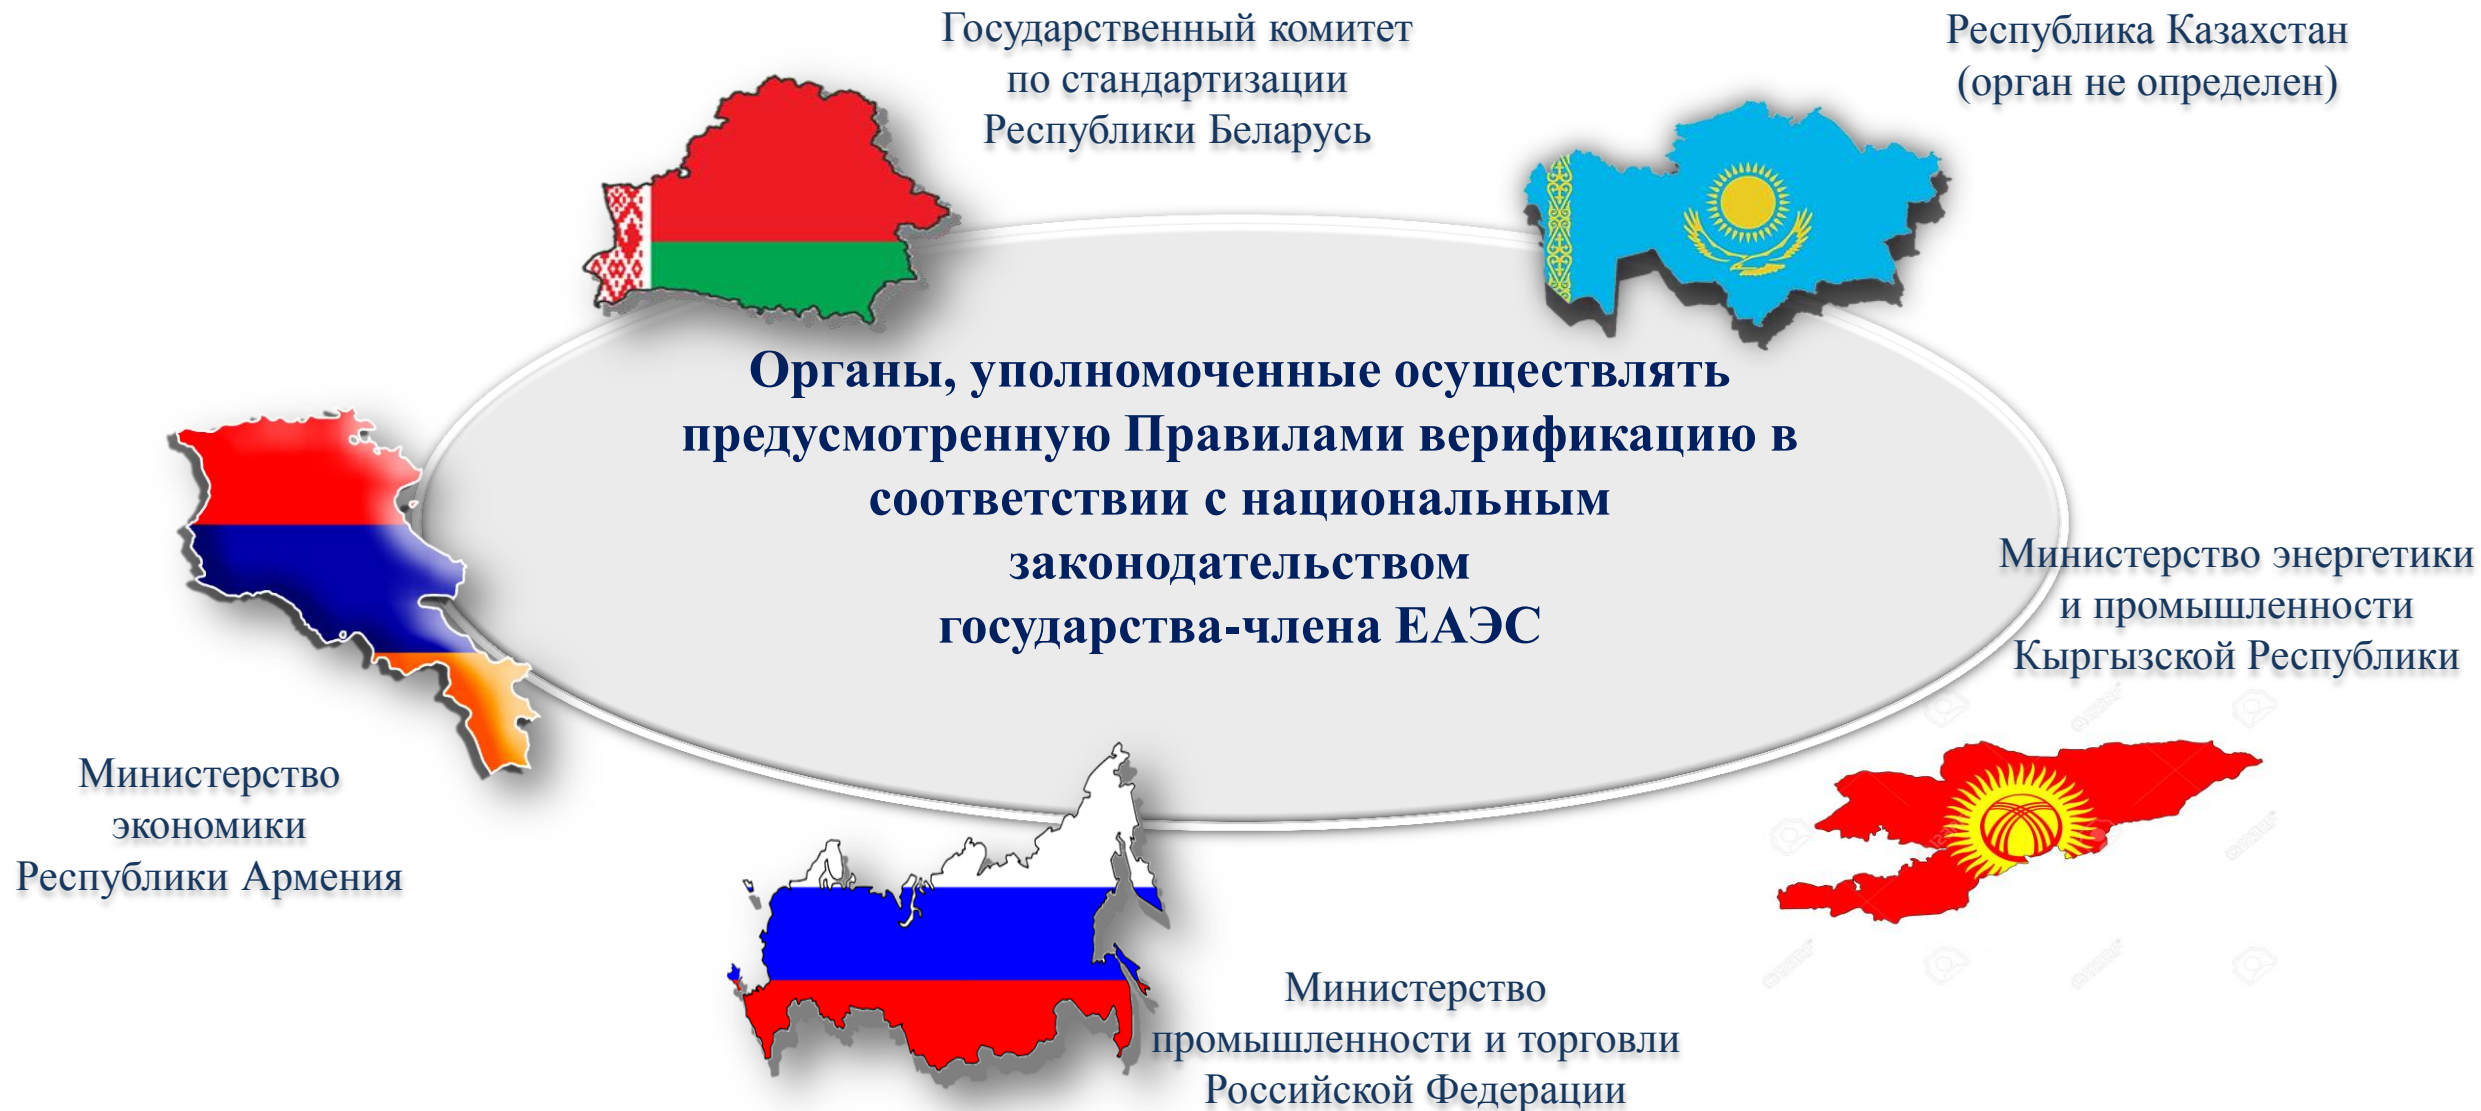 Государственный комитет
по стандартизации
Республики Беларусь
Республика Казахстан
(орган не определен)
Органы, уполномоченные осуществлять
предусмотренную Правилами верификацию в
соответствии с национальным
законодательством
государства-члена ЕАЭС
Министерство энергетики
и промышленности
Кыргызской Республики
Министерство
экономики
Республики Армения
Министерство
промышленности и торговли
Российской Федерации